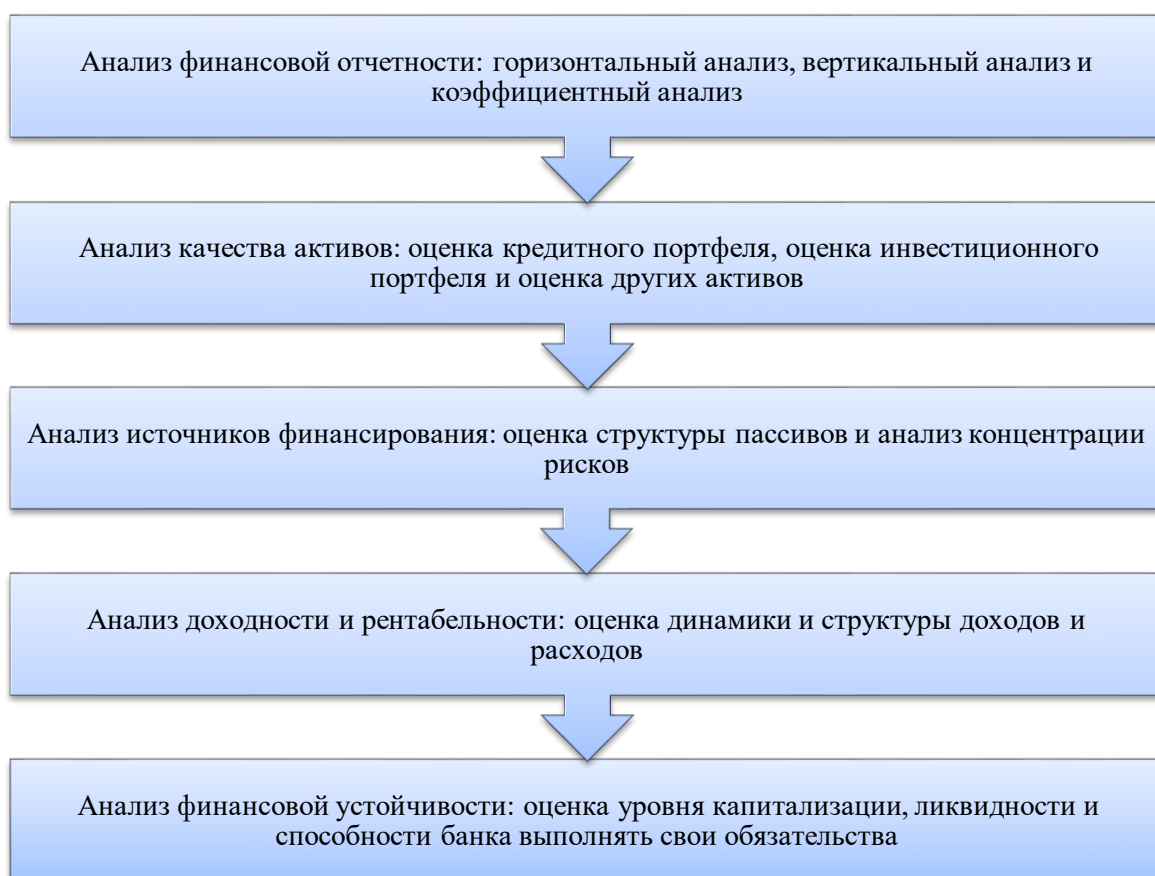 Анализ финансовой отчетности: горизонтальный анализ, вертикальный анализ и
коэффициентный анализ
Анализ качества активов: оценка кредитного портфеля, оценка инвестиционного
портфеля и оценка других активов
Анализ источников финансирования: оценка структуры пассивов и анализ концентрации
рисков
Анализ доходности и рентабельности: оценка динамики и структуры доходов и
расходов
Анализ финансовой устойчивости: оценка уровня капитализации, ликвидности и
способности банка выполнять свои обязательства